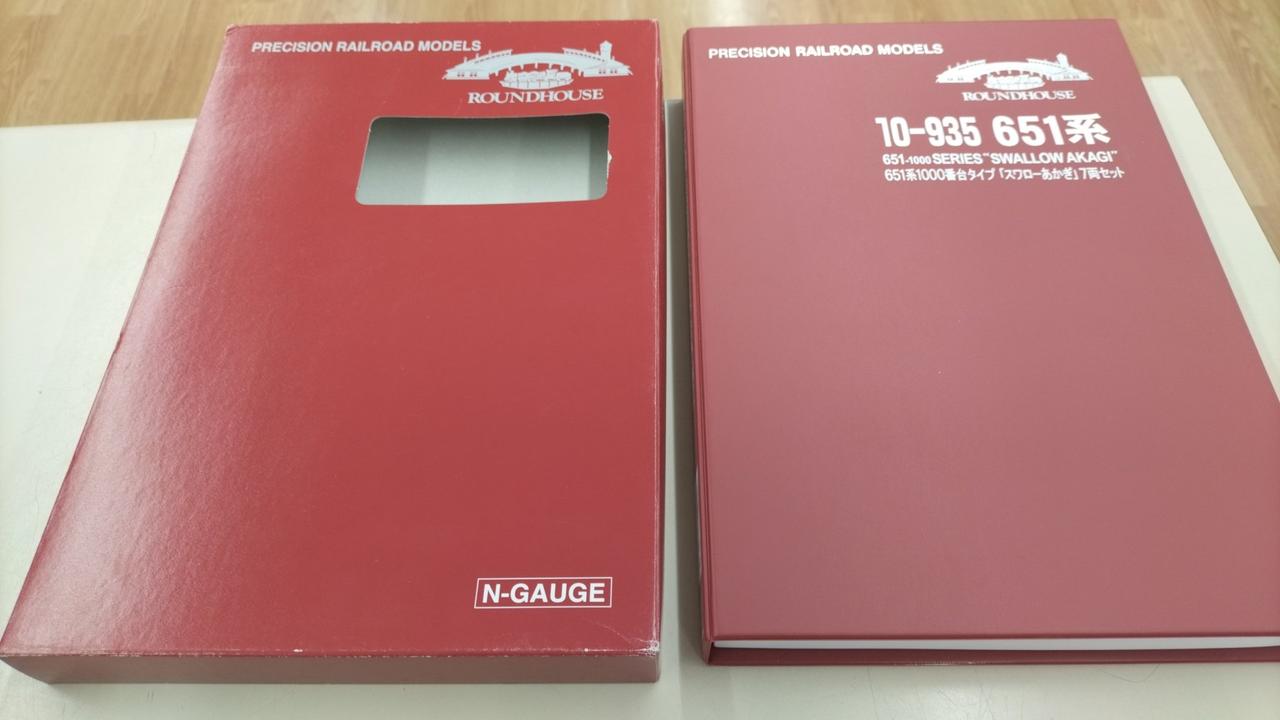 PRECISION RAILROAD MODELS
ROUNDHOUSE
N-GAUGE
PRECISION RAILROAD MODELS
ROUNDHOUSE
10-935 651系
651-1000 SERIES "SWALLOW AKAGI"
651系1000番台タイプ「スワローあかぎ」7両セット